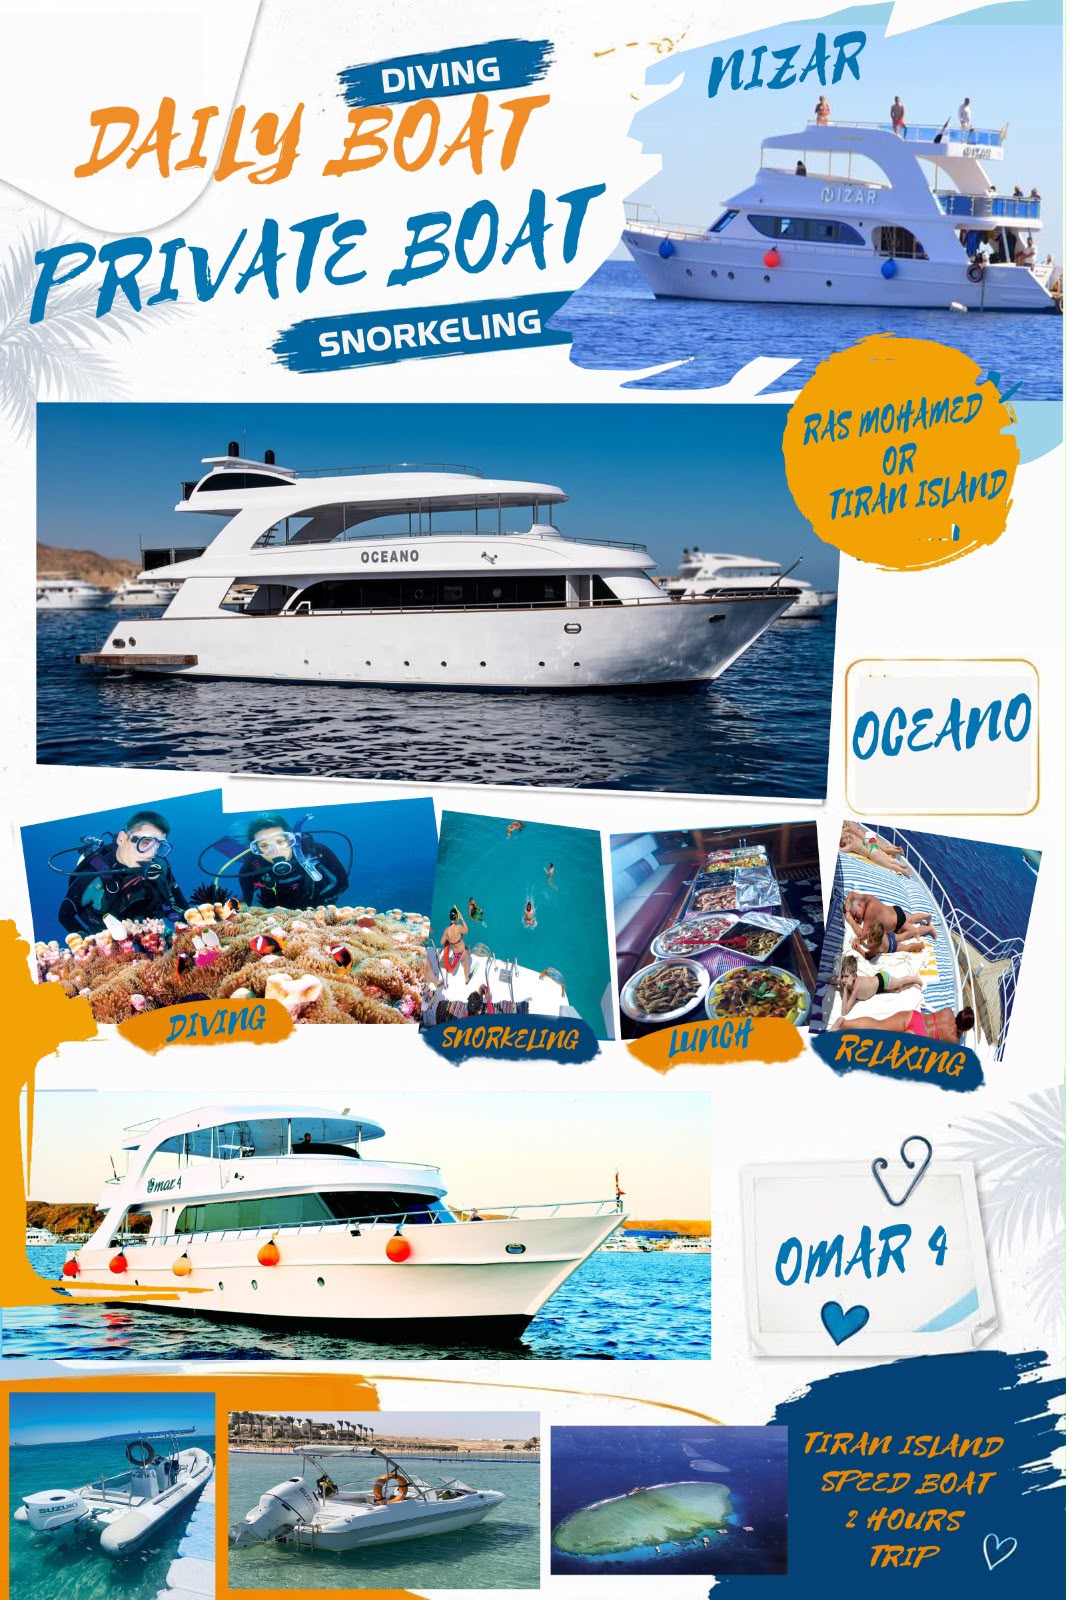 DIVING
DAILY BOAT
PRIVATE BOAT
SNORKELING
NIZAR
NIZAR
RAS MOHAMED
OR
TIRAN ISLAND
OCEANO
OCEANO
DIVING
SNORKELING
LUNCH
RELAXING
Omar 4
OMAR 4
SUZUKI
TIRAN ISLAND
SPEED BOAT
2 HOURS
TRIP